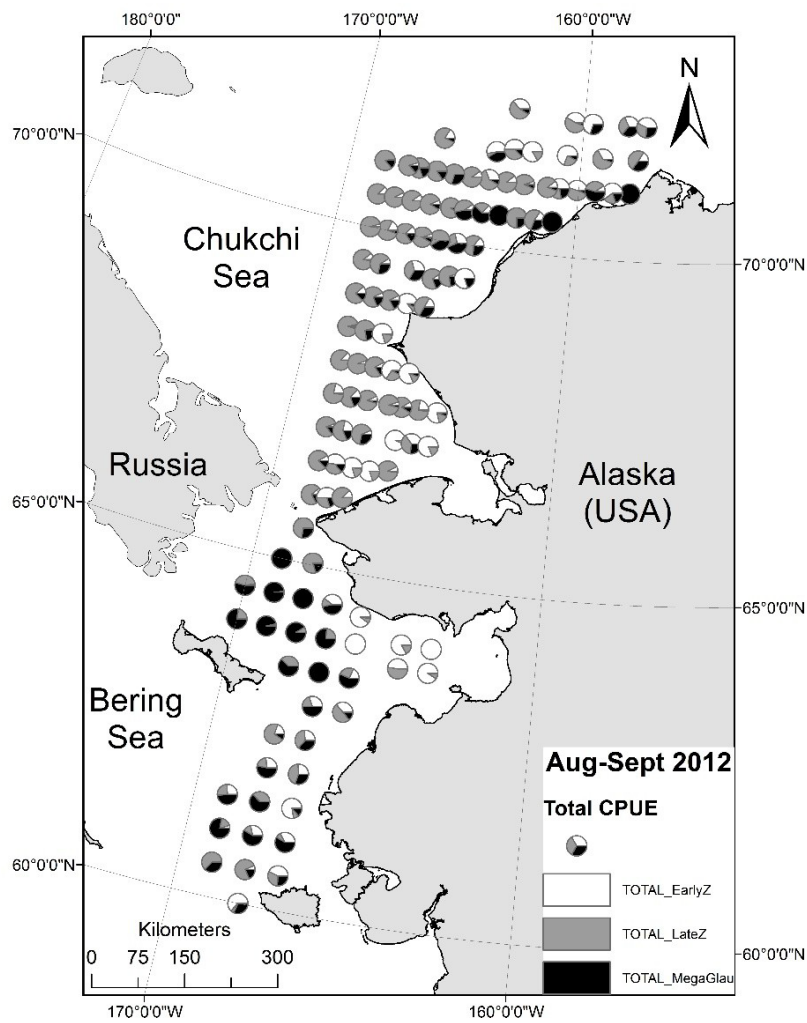 180°0'0"W
170°0'0"W
160°0'0"W
N
70°0'0"N
Chukchi
Sea
70°0'0"N
Russia
Alaska
(USA)
65°0'0"N
65°0'0"N
Bering
Sea
Aug-Sept 2012
Total CPUE
TOTAL_EarlyZ
TOTAL_LateZ
TOTAL_MegaGlau
60°0'0"N
60°0'0"N
Kilometers
0 75 150 300
170°0'0"W
160°0'0"W